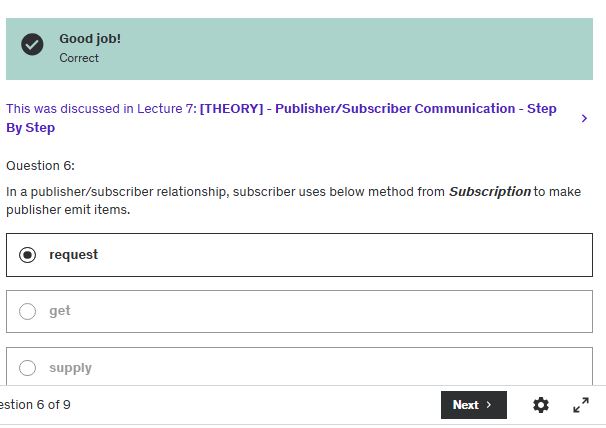 Good job!
Correct
This was discussed in Lecture 7: [THEORY] - Publisher/Subscriber Communication - Step
By Step
Question 6:
In a publisher/subscriber relationship, subscriber uses below method from Subscription to make
publisher emit items.
request
get
supply
estion 6 of 9
Next